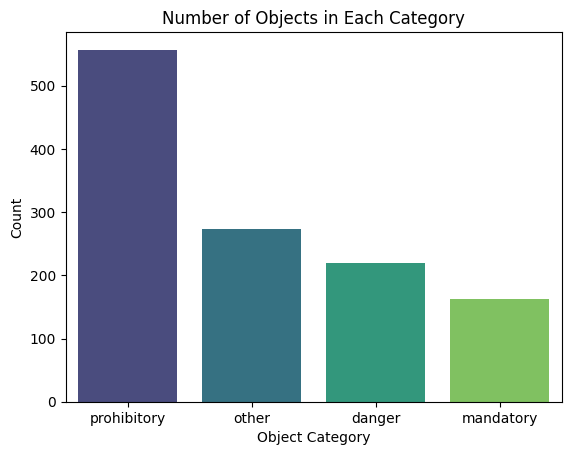 Number of Objects in Each Category
Count
500
400
300
200
100
0
prohibitory other danger mandatory
Object Category